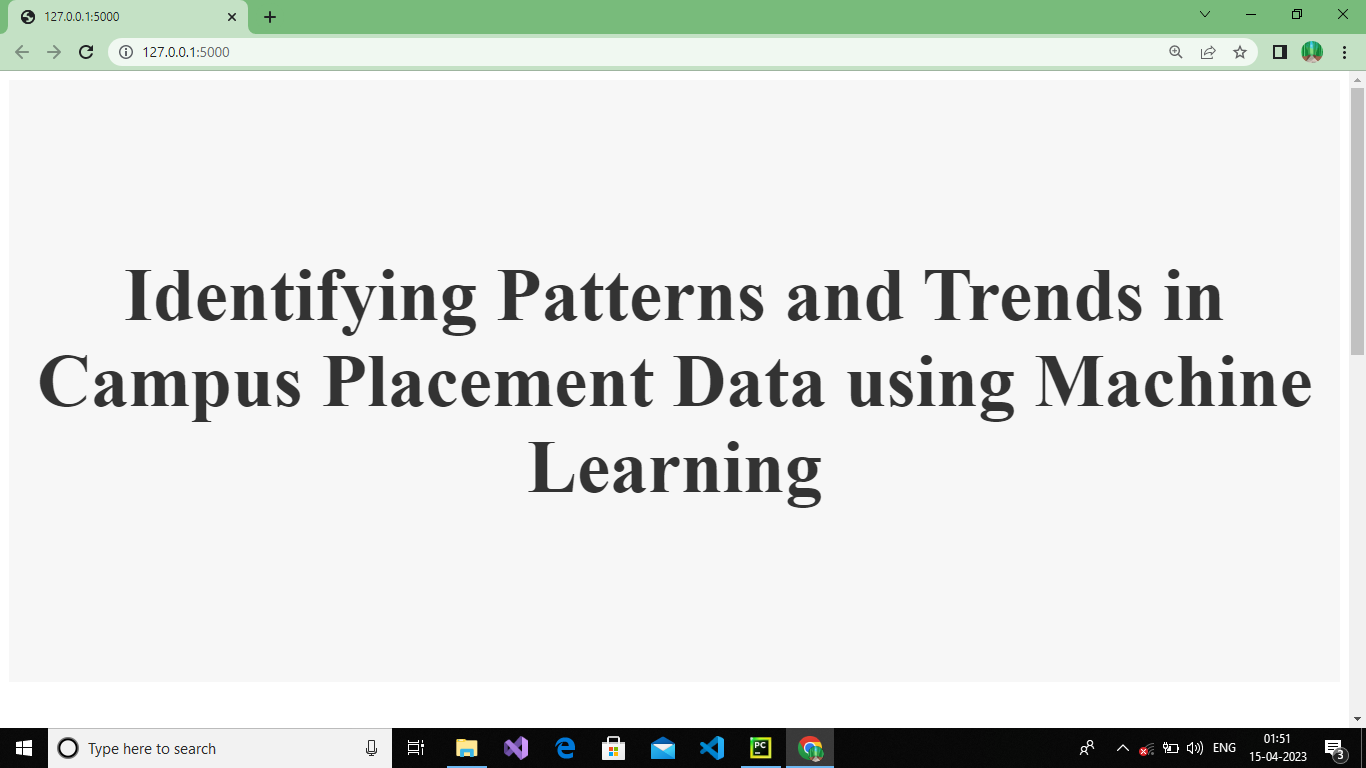 127.0.0.1:5000
127.0.0.1:5000
Identifying Patterns and Trends in
Campus Placement Data using Machine
Learning
Type here to search
PC
ENG
01:51
15-04-2023
3